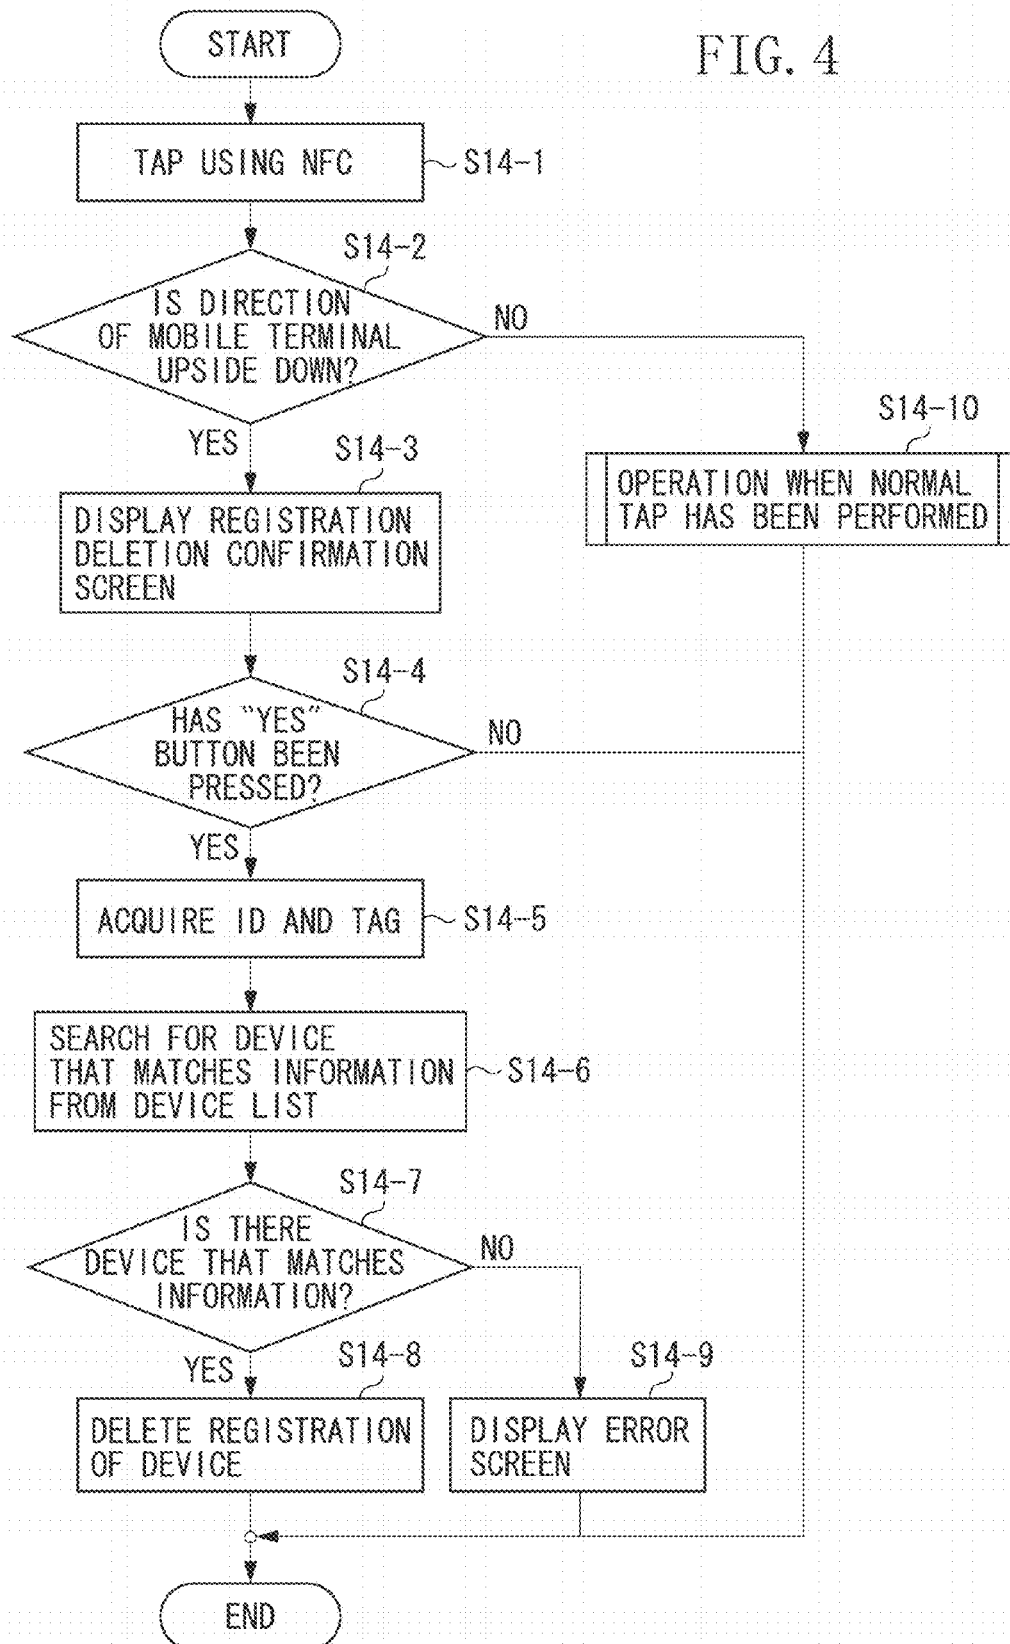 START
FIG. 4
TAP USING NFC
S14-1
S14-2
IS DIRECTION
OF MOBILE TERMINAL
UPSIDE DOWN?
NO
YES
S14-10
OPERATION WHEN NORMAL
TAP HAS BEEN PERFORMED
S14-3
DISPLAY REGISTRATION
DELETION CONFIRMATION
SCREEN
S14-4
HAS "YES"
BUTTON BEEN
PRESSED?
NO
YES
ACQUIRE ID AND TAG
S14-5
SEARCH FOR DEVICE
THAT MATCHES INFORMATION
FROM DEVICE LIST
S14-6
S14-7
IS THERE
DEVICE THAT MATCHES
INFORMATION?
NO
YES
S14-8
DELETE REGISTRATION
OF DEVICE
S14-9
DISPLAY ERROR
SCREEN
END